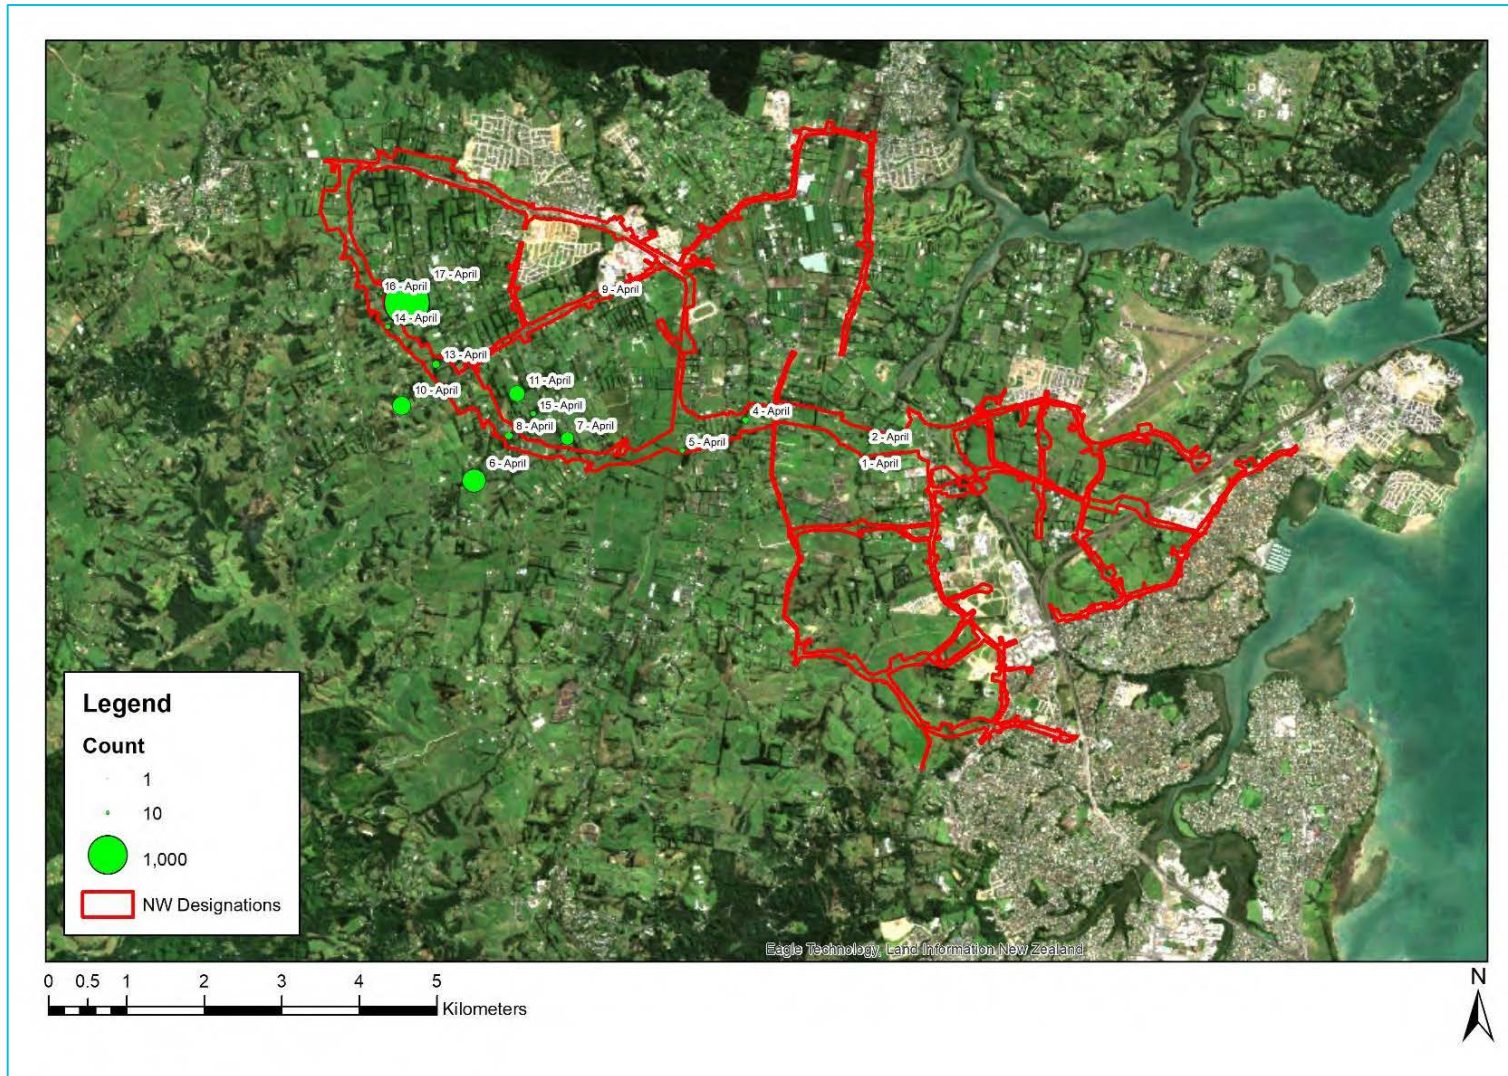 17 - April
16 - April
9 - April
14 - April
13 - April
11 - April
10 - April
15 - April
4 - April
8 - April
7 - April
2 - April
5 - April
6 - April
1 - April
Legend
Count
1
10
1,000
NW Designations
Eagle Technology, Land Information New Zealand
0 0.5 1 2 3 4 5
Kilometers
N